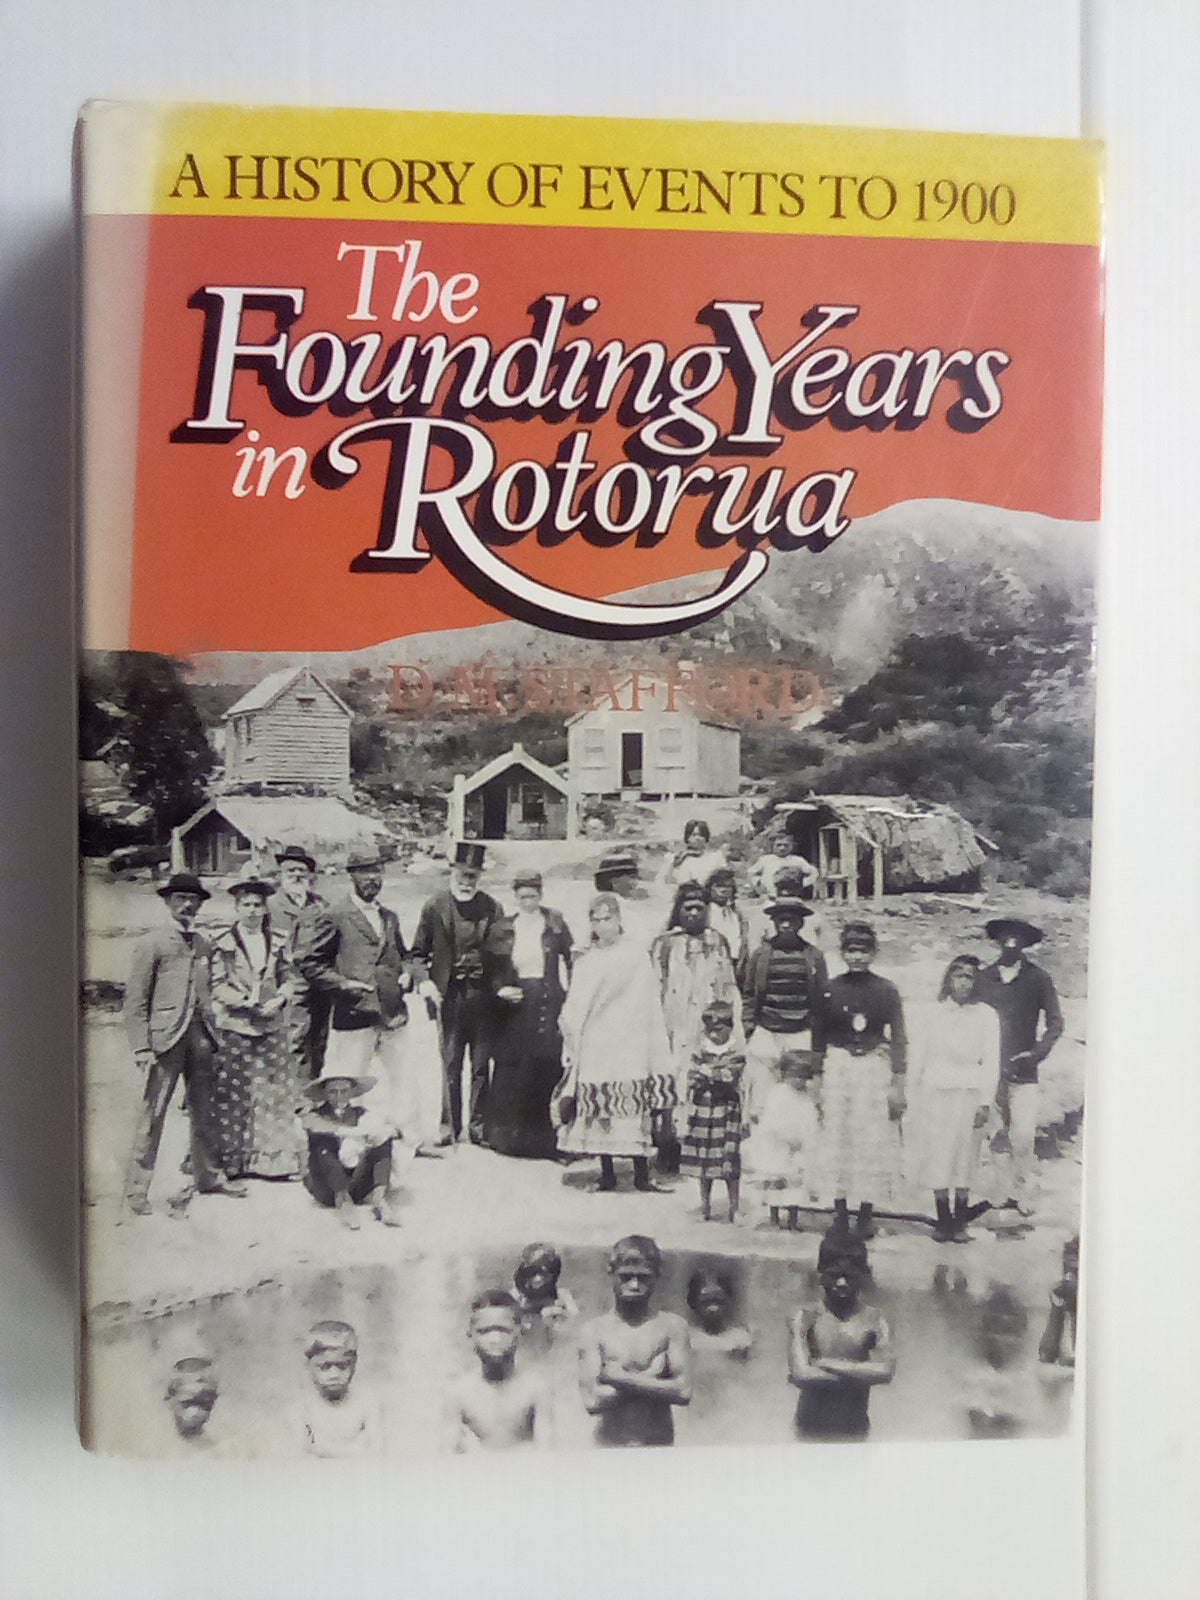 A HISTORY OF EVENTS TO 1900
The
Founding Years
in Rotorua
D.M. STAFFORD